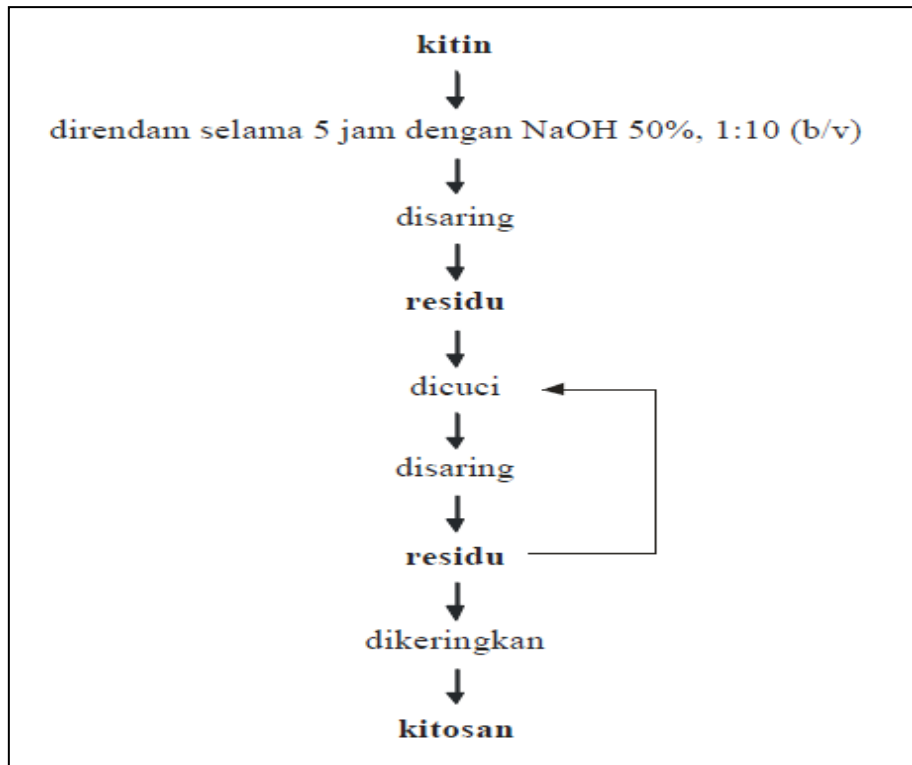 kitin
direndam selama 5 jam dengan NaOH 50%, 1:10 (b/v)
disaring
residu
dicuci
disaring
residu
dikeringkan
kitosan